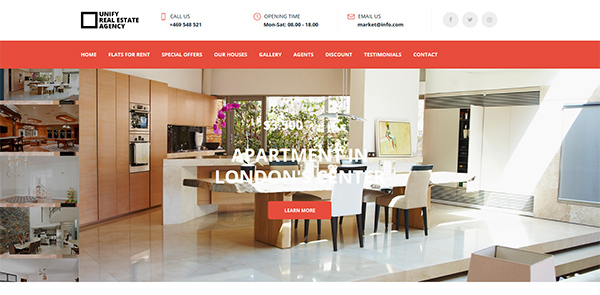 UNIFY
REAL ESTATE
AGENCY
CALL US
+469 548 521
OPENING TIME
Mon-Sat: 08.00 - 18.00
EMAIL US
market@info.com
HOME FLATS FOR RENT SPECIAL OFFERS OUR HOUSES GALLERY AGENTS DISCOUNT TESTIMONIALS CONTACT
APARTMENT IN
LONDON'S CENTER
LEARN MORE